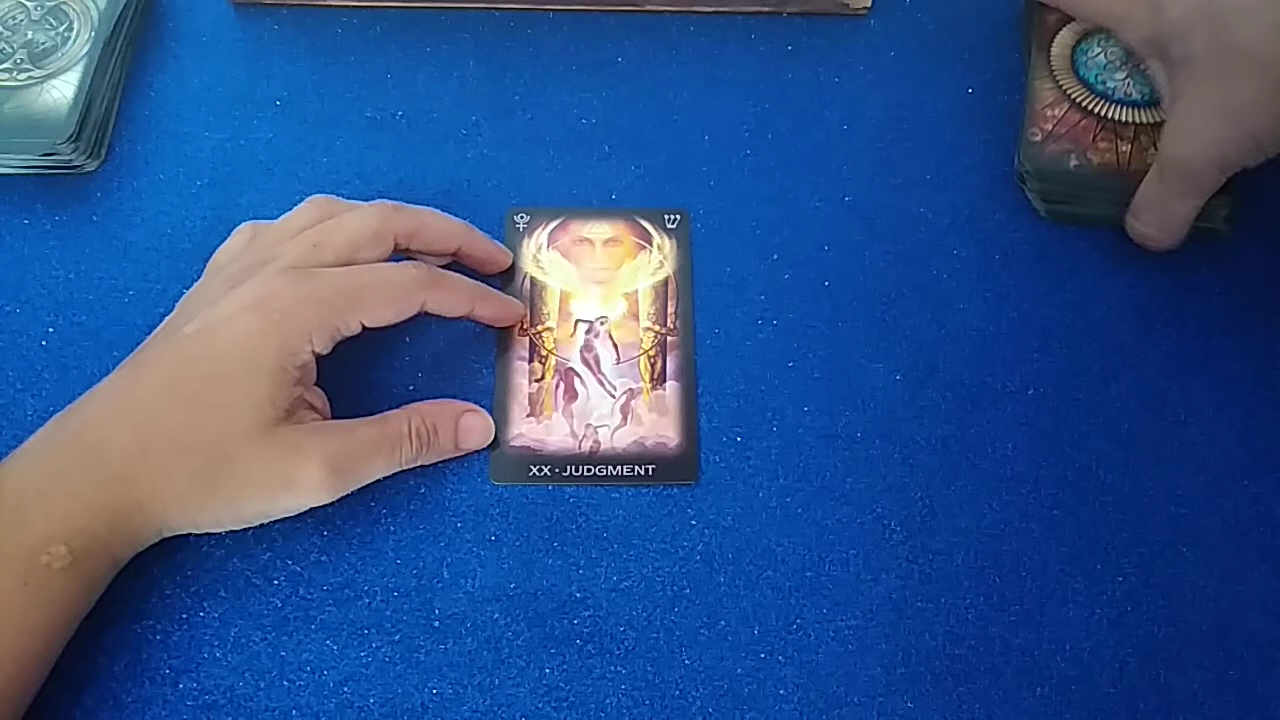 ♇ ש
XX · JUDGMENT